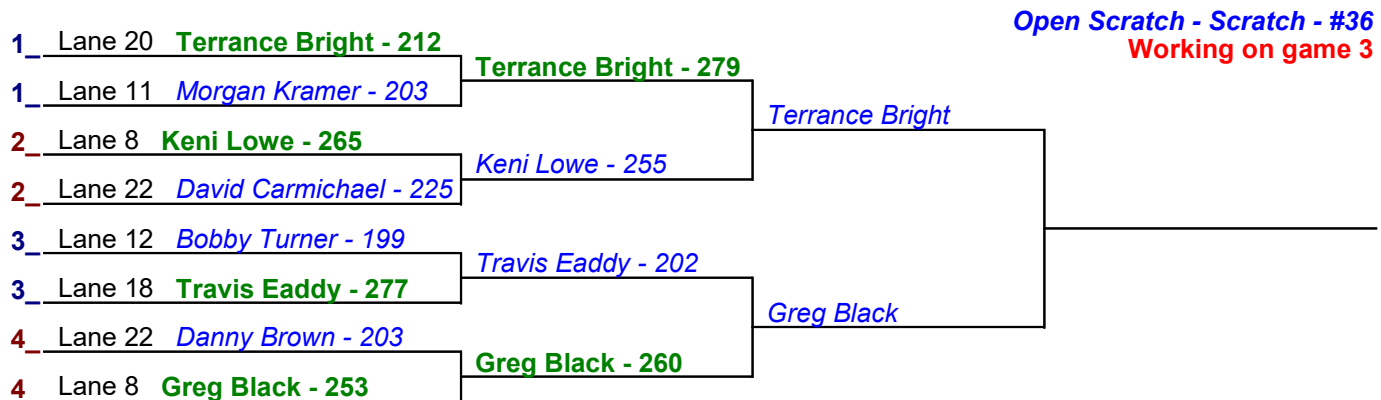 Open Scratch - Scratch - #36
Working on game 3
1_ Lane 20 Terrance Bright - 212
Terrance Bright - 279
1_ Lane 11 Morgan Kramer - 203
Terrance Bright
2_ Lane 8 Keni Lowe - 265
Keni Lowe - 255
2_ Lane 22 David Carmichael - 225
3_ Lane 12 Bobby Turner - 199
Travis Eaddy - 202
3_ Lane 18 Travis Eaddy - 277
Greg Black
4_ Lane 22 Danny Brown - 203
Greg Black - 260
4 Lane 8 Greg Black - 253